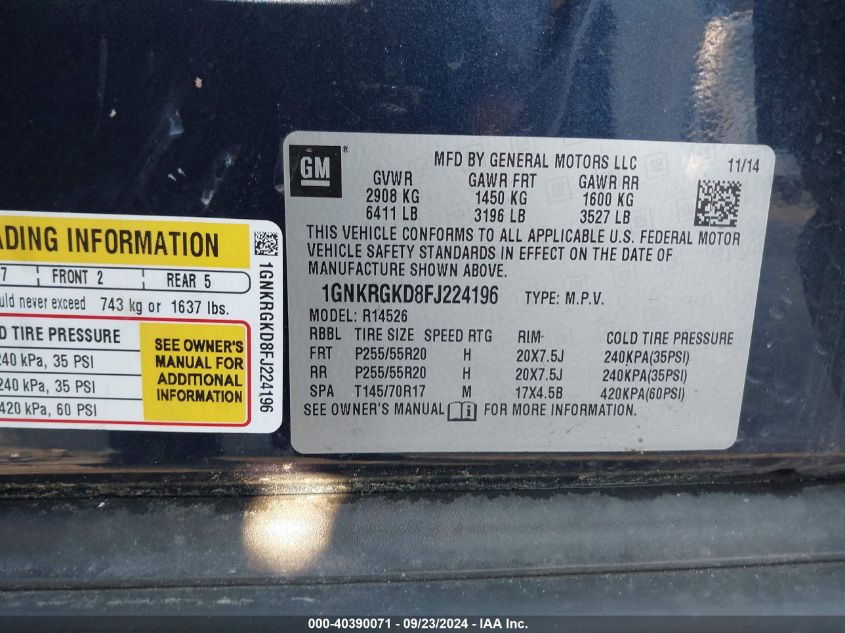 GM®
MFD BY GENERAL MOTORS LLC 11/14
GVWR GAWR FRT GAWR RR
2908 KG 1450 KG 1600 KG
6411 LB 3196 LB 3527 LB
THIS VEHICLE CONFORMS TO ALL APPLICABLE U.S. FEDERAL MOTOR
VEHICLE SAFETY STANDARDS IN EFFECT ON THE DATE OF
MANUFACTURE SHOWN ABOVE.
1GNKRGKD8FJ224196 TYPE: M.P.V.
MODEL: R14526
RBBL TIRE SIZE SPEED RTG RIM COLD TIRE PRESSURE
FRT P255/55R20 H 20X7.5J 240KPA(35PSI)
RR P255/55R20 H 20X7.5J 240KPA(35PSI)
SPA T145/70R17 M 17X4.5B 420KPA(60PSI)
SEE OWNER'S MANUAL FOR MORE INFORMATION.
ADING INFORMATION
7 FRONT 2 REAR 5
ould never exceed 743 kg or 1637 lbs.
D TIRE PRESSURE
240 kPa, 35 PSI
240 kPa, 35 PSI
420 kPa, 60 PSI
SEE OWNER'S
MANUAL FOR
ADDITIONAL
INFORMATION
1GNKRGKD8FJ224196
000-40390071 - 09/23/2024 - IAA Inc.